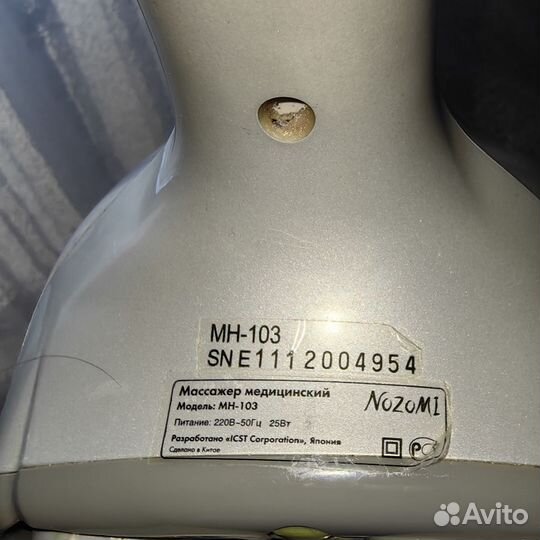 MH-103
SN E1112004954
Массажер медицинский
Модель: MH-103
NOZOMI
Питание: 220В~50Гц 25Вт
Разработано «ICST Corporation», Япония
Сделано в Китае
РС
Avito